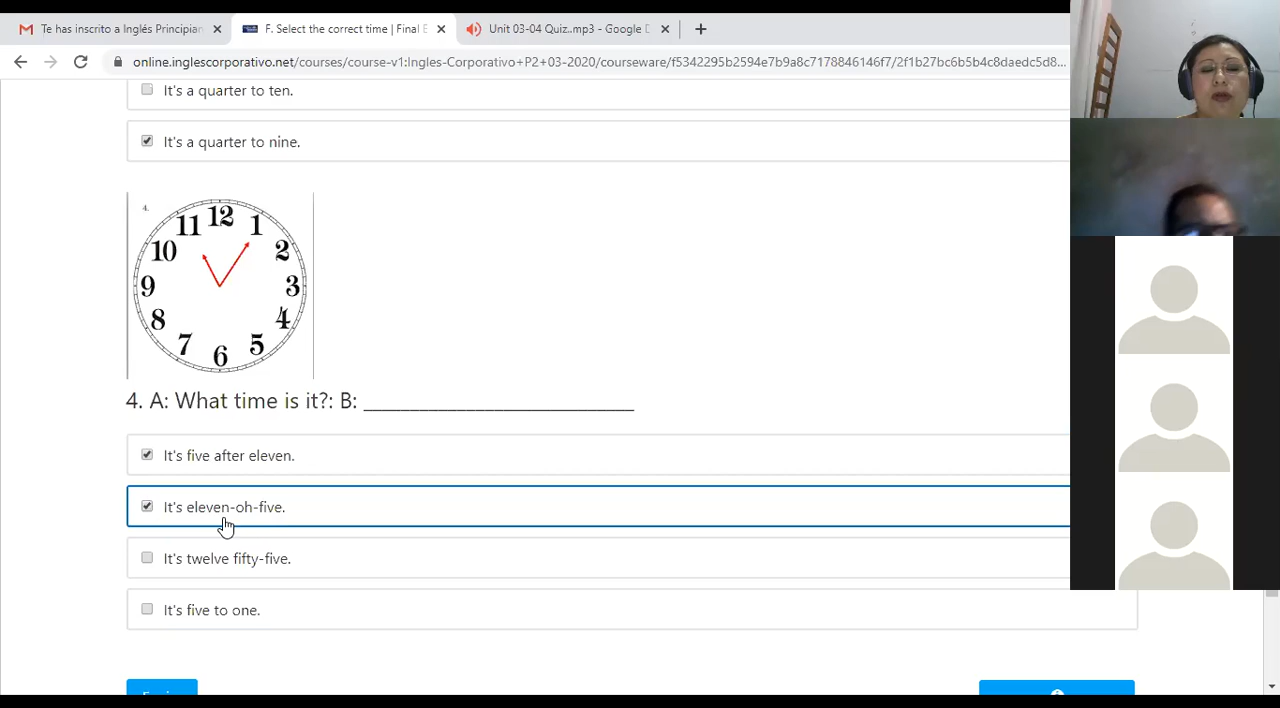 Te has inscrito a Inglés Principian
F. Select the correct time | Final E
Unit 03-04 Quiz..mp3 - Google D
online.inglescorporativo.net/courses/course-v1:Ingles-Corporativo+P2+03-2020/courseware/f5342295b2594e7b9a8c7178846146f7/2f1b27bc6b5b4c8daedc5d8...
It's a quarter to ten.
It's a quarter to nine.
4.
12
11 1
10 2
9 3
8 4
7 5
6
4. A: What time is it?: B: ___________________________
It's five after eleven.
It's eleven-oh-five.
It's twelve fifty-five.
It's five to one.